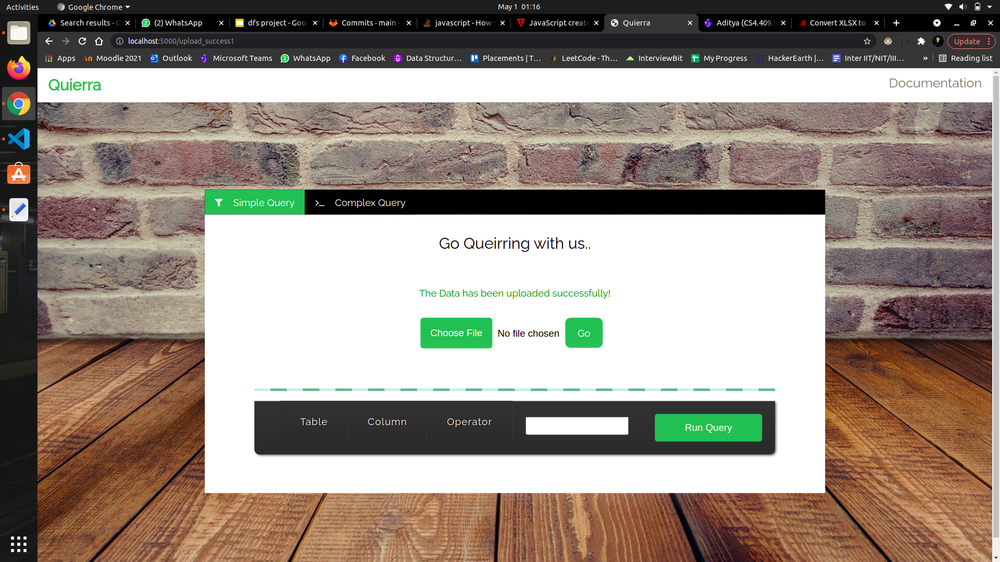 Activities
Google Chrome
May 1 01:16
Search results - G
(2) WhatsApp
dfs project - Goo
Commits · main ·
javascript - How
JavaScript create
Quierra
Aditya (CS4.409.S
Convert XLSX to
localhost:5000/upload_success1
Update
Apps
Moodle 2021
Outlook
Microsoft Teams
WhatsApp
Facebook
Data Structur...
Placements | T...
LeetCode - Th...
InterviewBit
My Progress
HackerEarth |...
Inter IIT/NIT/III...
»
Reading list
Quierra
Documentation
Simple Query
Complex Query
Go Queirring with us..
The Data has been uploaded successfully!
Choose File
No file chosen
Go
Table
Column
Operator
Run Query